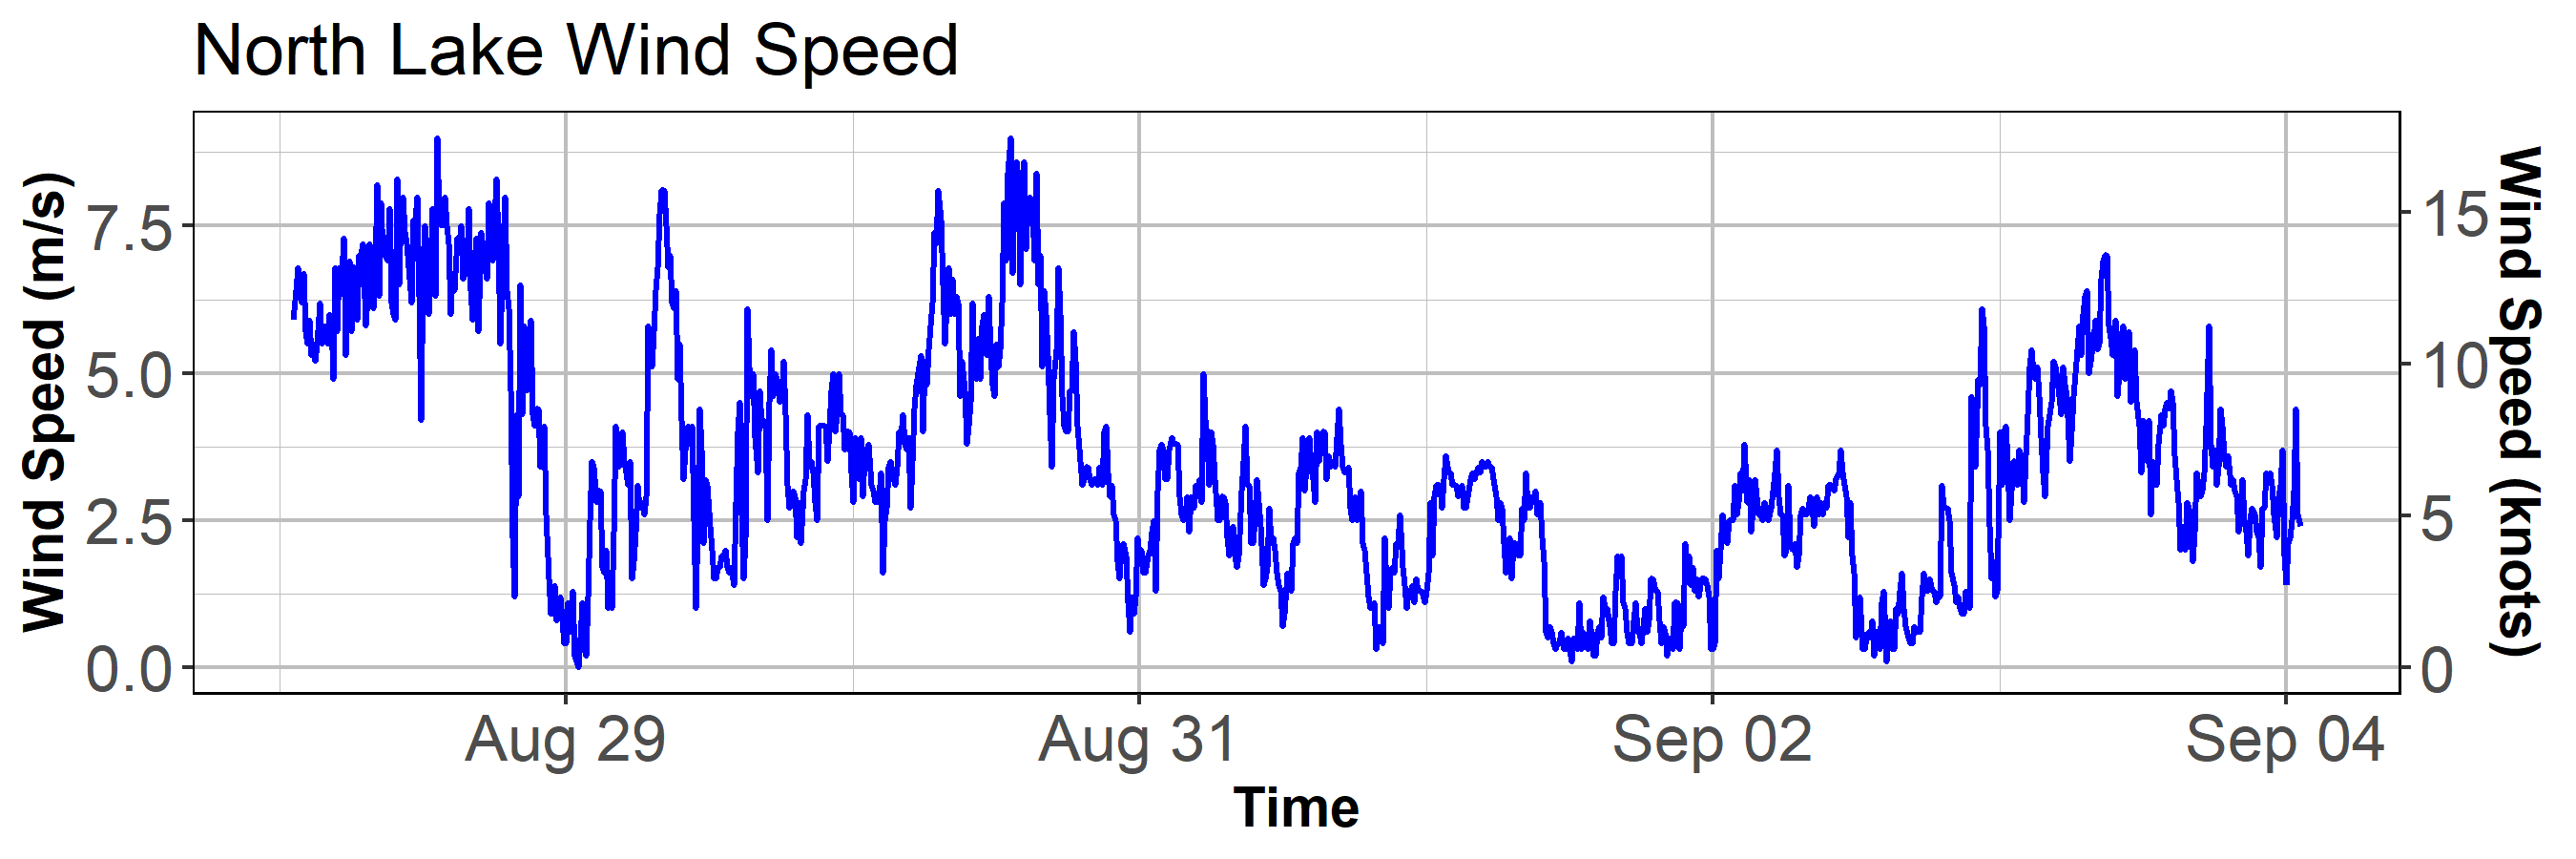 North Lake Wind Speed
Wind Speed (m/s)
7.5
5.0
2.5
0.0
15
10
5
0
Wind Speed (knots)
Aug 29 Aug 31 Sep 02 Sep 04
Time